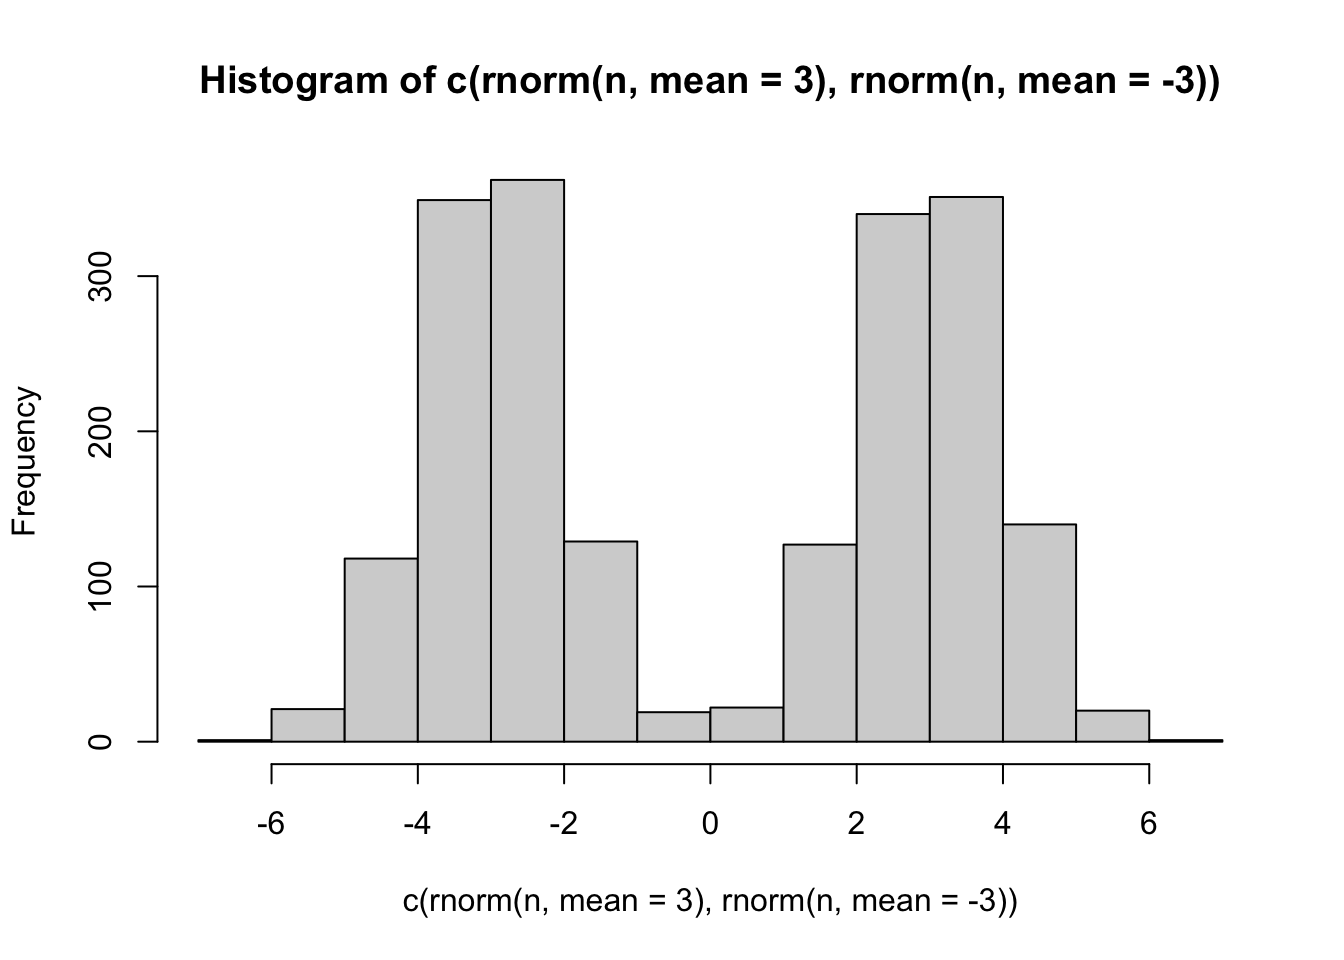 Histogram of c(rnorm(n, mean = 3), rnorm(n, mean = -3))
Frequency
300
200
100
0
-6 -4 -2 0 2 4 6
c(rnorm(n, mean = 3), rnorm(n, mean = -3))